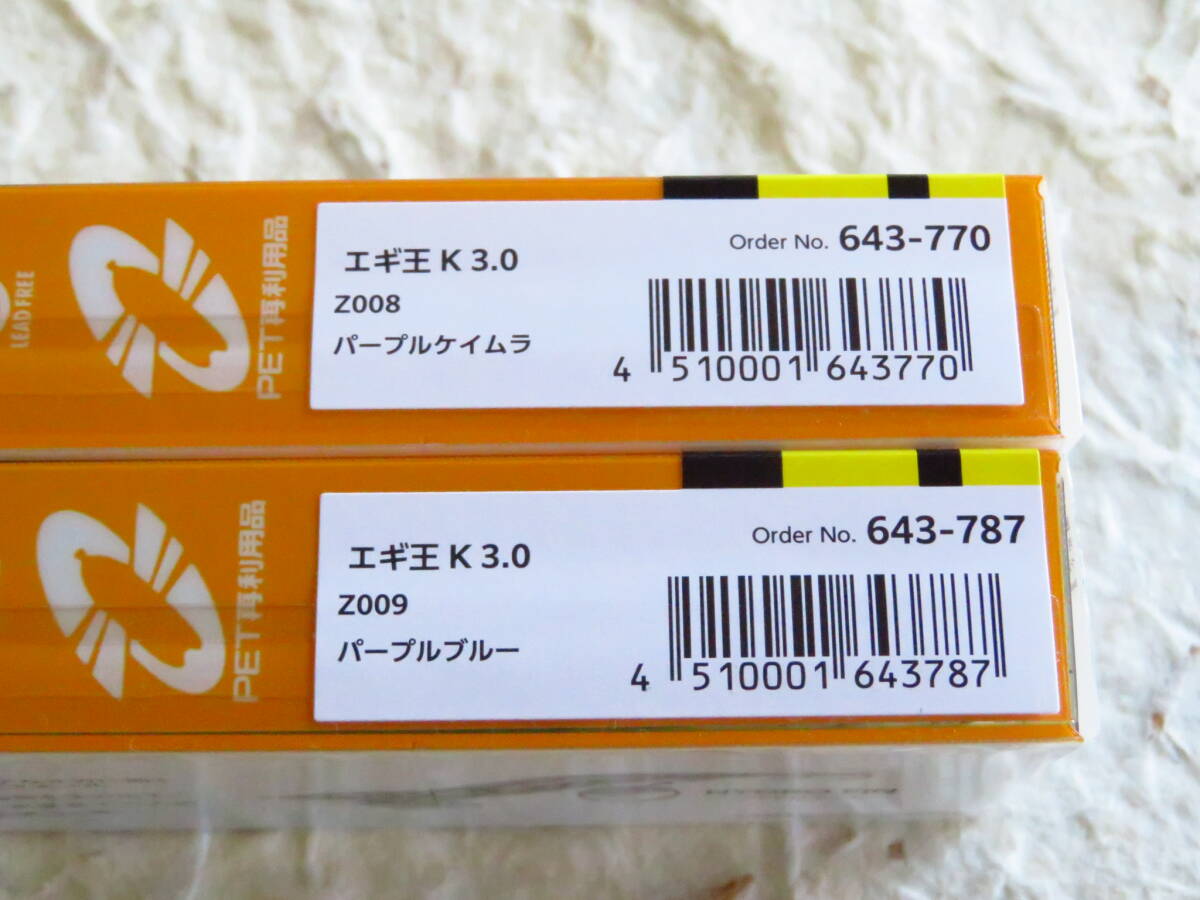 LEAD FREE
PET再利用品
エギ王 K 3.0
Order No. 643-770
Z008
パープルケイムラ
4 510001 643770
PET再利用品
エギ王 K 3.0
Order No. 643-787
Z009
パープルブルー
4 510001 643787